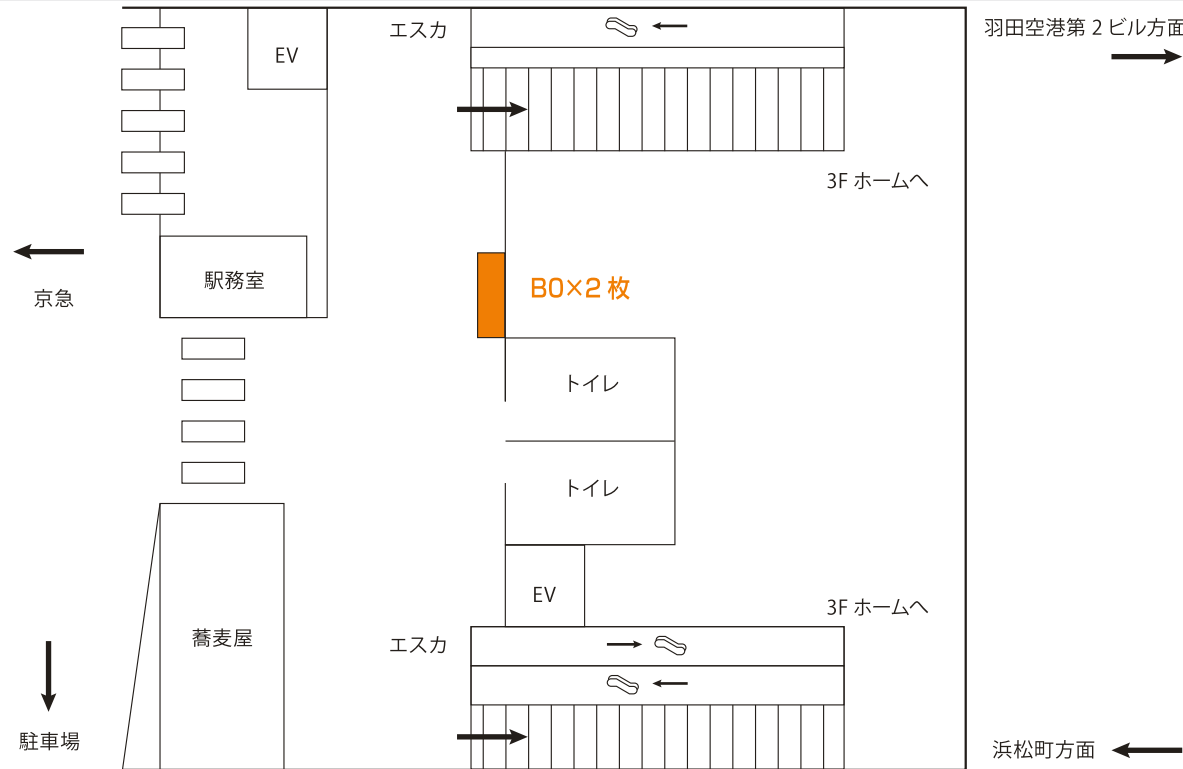 エスカ
羽田空港第 2 ビル方面
EV
3F ホームへ
駅務室
京急
BO×2 枚
トイレ
トイレ
EV
3F ホームへ
蕎麦屋
エスカ
駐車場
浜松町方面